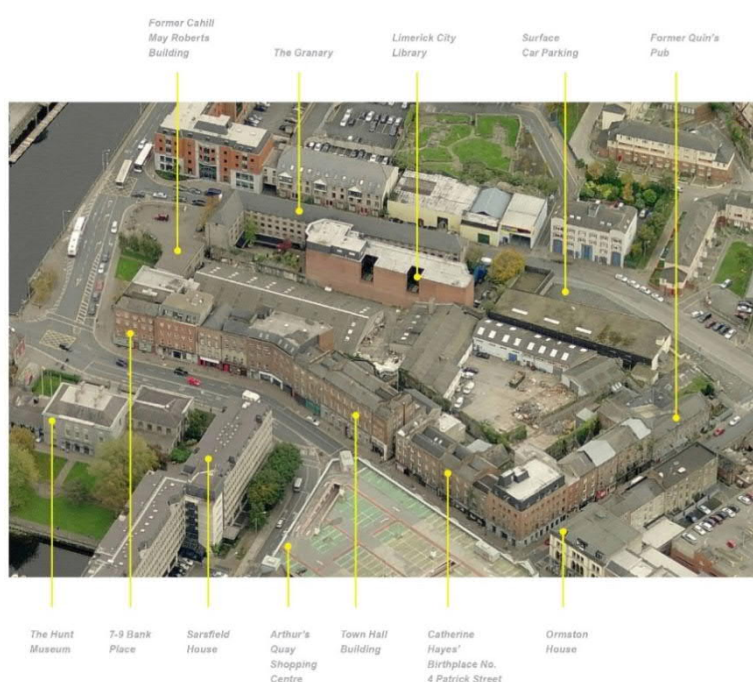 Former Cahill
May Roberts
Building
The Granary
Limerick City
Library
Surface
Car Parking
Former Quin's
Pub
The Hunt
Museum
7-9 Bank
Place
Sarsfield
House
Arthur's
Quay
Shopping
Centre
Town Hall
Building
Catherine
Hayes'
Birthplace No.
4 Patrick Street
Ormston
House